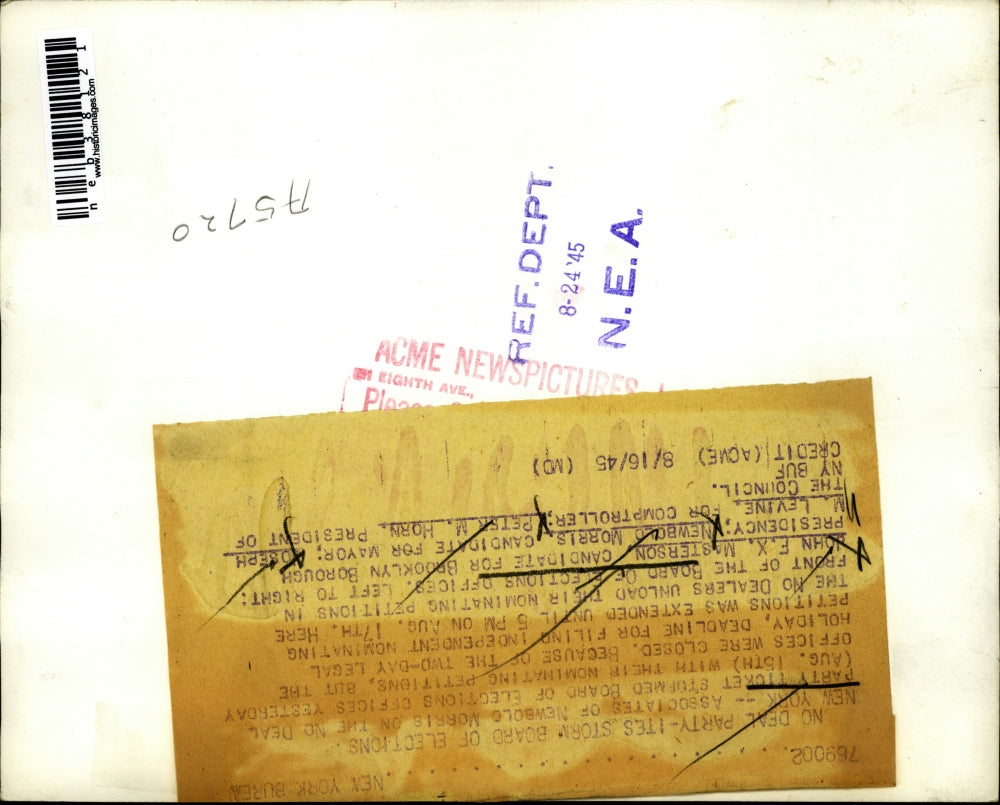 n e b 3 8 1 2 1
www.historicimages.com
A5720
REF. DEPT.
8-24'45
N.E.A.
ACME NEWSPICTURES
EIGHTH AVE.,
NEW YORK BUREAU
769002
NO DEAL PARTY-ITES STORM BOARD OF ELECTIONS
NEW YORK -- ASSOCIATES OF NEWBOLD MORRIS ON THE NO DEAL
PARTY TICKET STORMED BOARD OF ELECTIONS OFFICES YESTERDAY
(AUG. 15TH) WITH THEIR NOMINATING PETITIONS, BUT THE
OFFICES WERE CLOSED. BECAUSE OF THE TWO-DAY LEGAL
HOLIDAY, DEADLINE FOR FILING INDEPENDENT NOMINATING
PETITIONS WAS EXTENDED UNTIL 5 PM ON AUG. 17TH. HERE
THE NO DEALERS UNLOAD THEIR NOMINATING PETITIONS IN
FRONT OF THE BOARD OF ELECTIONS OFFICES. LEFT TO RIGHT:
JOHN F.X. MASTERSON CANDIDATE FOR BROOKLYN BOROUGH
PRESIDENCY; NEWBOLD MORRIS CANDIDATE FOR MAYOR; JOSEPH
M LEVINE, FOR COMPTROLLER; PETER M. HORN, PRESIDENT OF
THE COUNCIL.
NY BUF
CREDIT (ACME) 8/16/45 (MD)